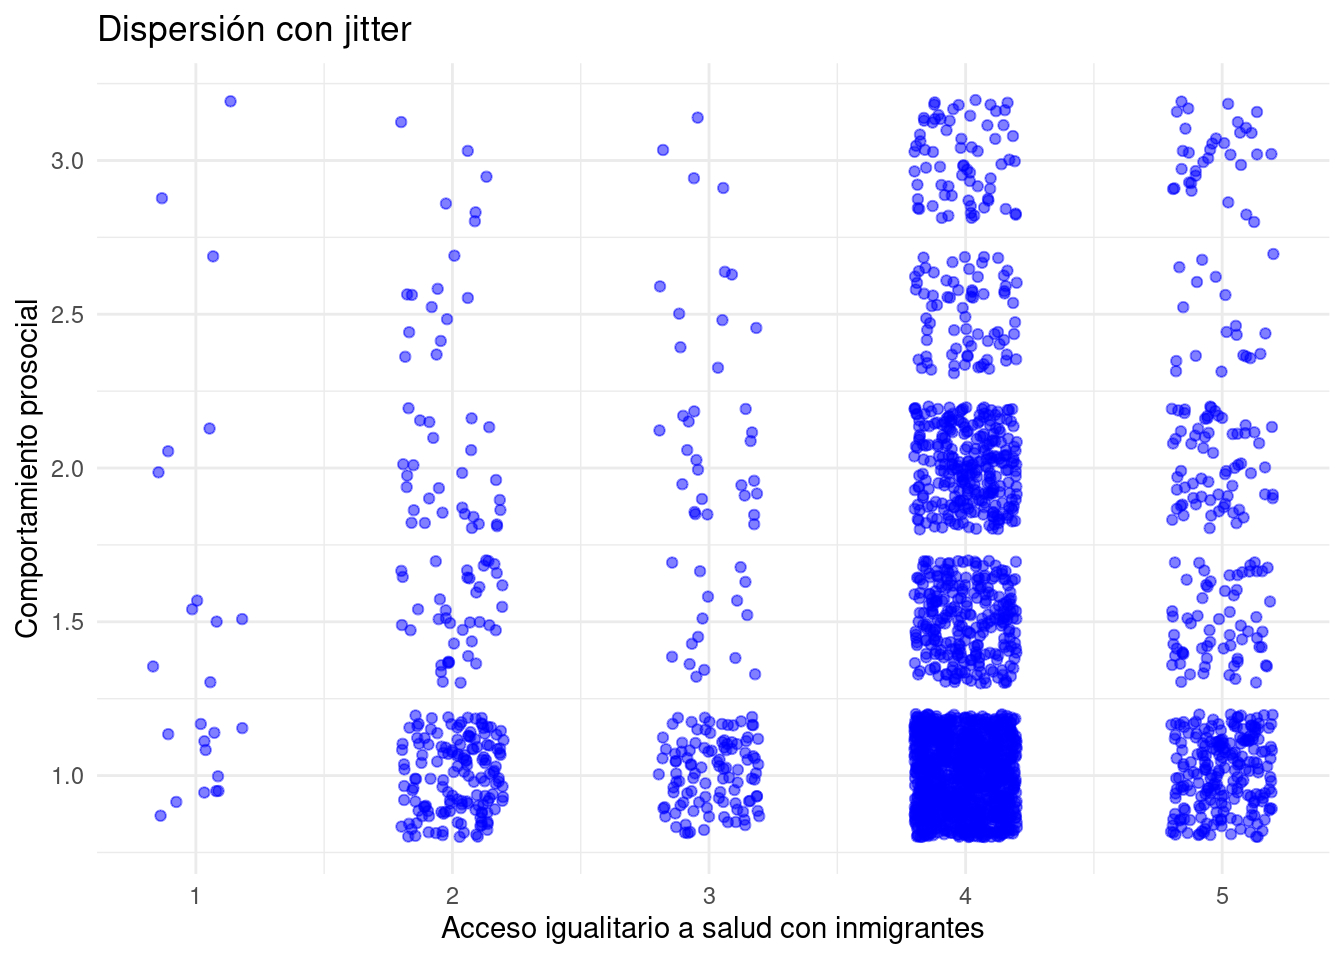 Dispersión con jitter
Comportamiento prosocial
3.0
2.5
2.0
1.5
1.0
1 2 3 4 5
Acceso igualitario a salud con inmigrantes